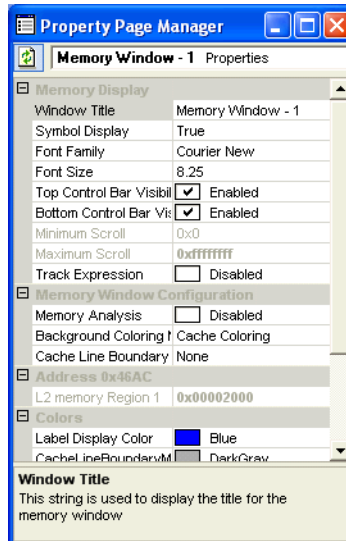 Property Page Manager
Memory Window - 1 Properties
Memory Display
Window Title Memory Window - 1
Symbol Display True
Font Family Courier New
Font Size 8.25
Top Control Bar Visibil Enabled
Bottom Control Bar Vis Enabled
Minimum Scroll 0x0
Maximum Scroll 0xffffffff
Track Expression Disabled
Memory Window Configuration
Memory Analysis Disabled
Background Coloring M Cache Coloring
Cache Line Boundary None
Address 0x46AC
L2 memory Region 1 0x00002000
Colors
Label Display Color Blue
CacheLineBoundaryM DarkGray
Window Title
This string is used to display the title for the
memory window